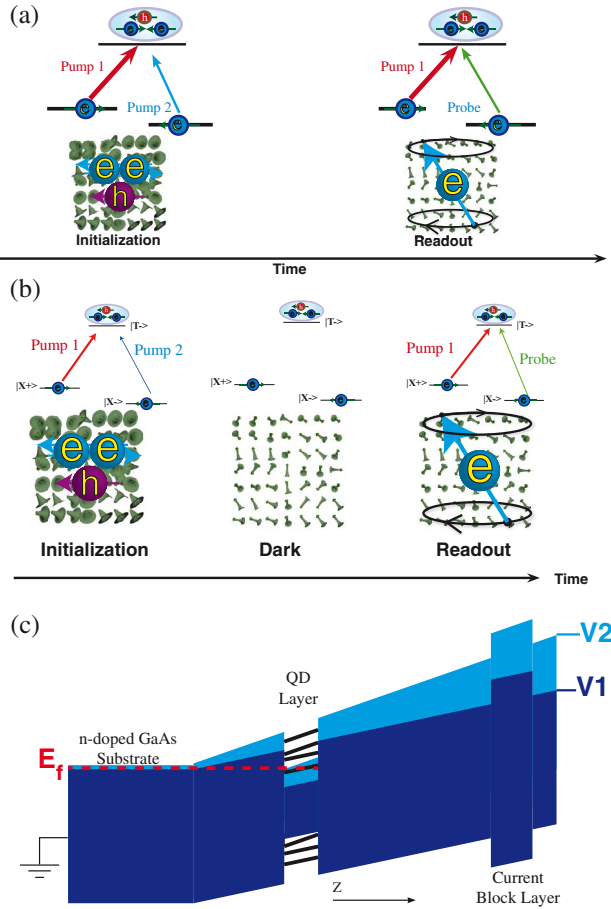 (a)
h
e e
h
e e
Pump 1
Pump 1
Pump 2
Probe
e
e
e
e
e e
h
e
Initialization
Readout
Time
(b)
h
e e
|T->
h
e e
|T->
h
e e
|T->
Pump 1
Pump 2
Pump 1
Probe
|X+>
e
|X->
e
|X+>
e
|X->
e
|X+>
e
|X->
e
e e
h
e
Initialization
Dark
Readout
Time
(c)
V2
QD
Layer
V1
n-doped GaAs
Substrate
Ef
Z
Current
Block Layer